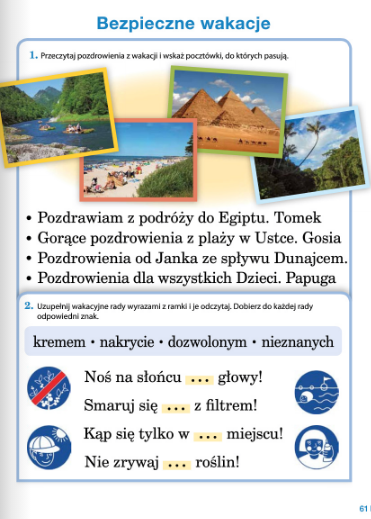 Bezpieczne wakacje
1. Przeczytaj pozdrowienia z wakacji i wskaż pocztówki, do których pasują.
• Pozdrawiam z podróży do Egiptu. Tomek
• Gorące pozdrowienia z plaży w Ustce. Gosia
• Pozdrowienia od Janka ze spływu Dunajcem.
• Pozdrowienia dla wszystkich Dzieci. Papuga
2. Uzupełnij wakacyjne rady wyrazami z ramki i je odczytaj. Dobierz do każdej rady
odpowiedni znak.
kremem • nakrycie • dozwolonym • nieznanych
Noś na słońcu ... głowy!
Smaruj się ... z filtrem!
Kąp się tylko w ... miejscu!
Nie zrywaj ... roślin!
61